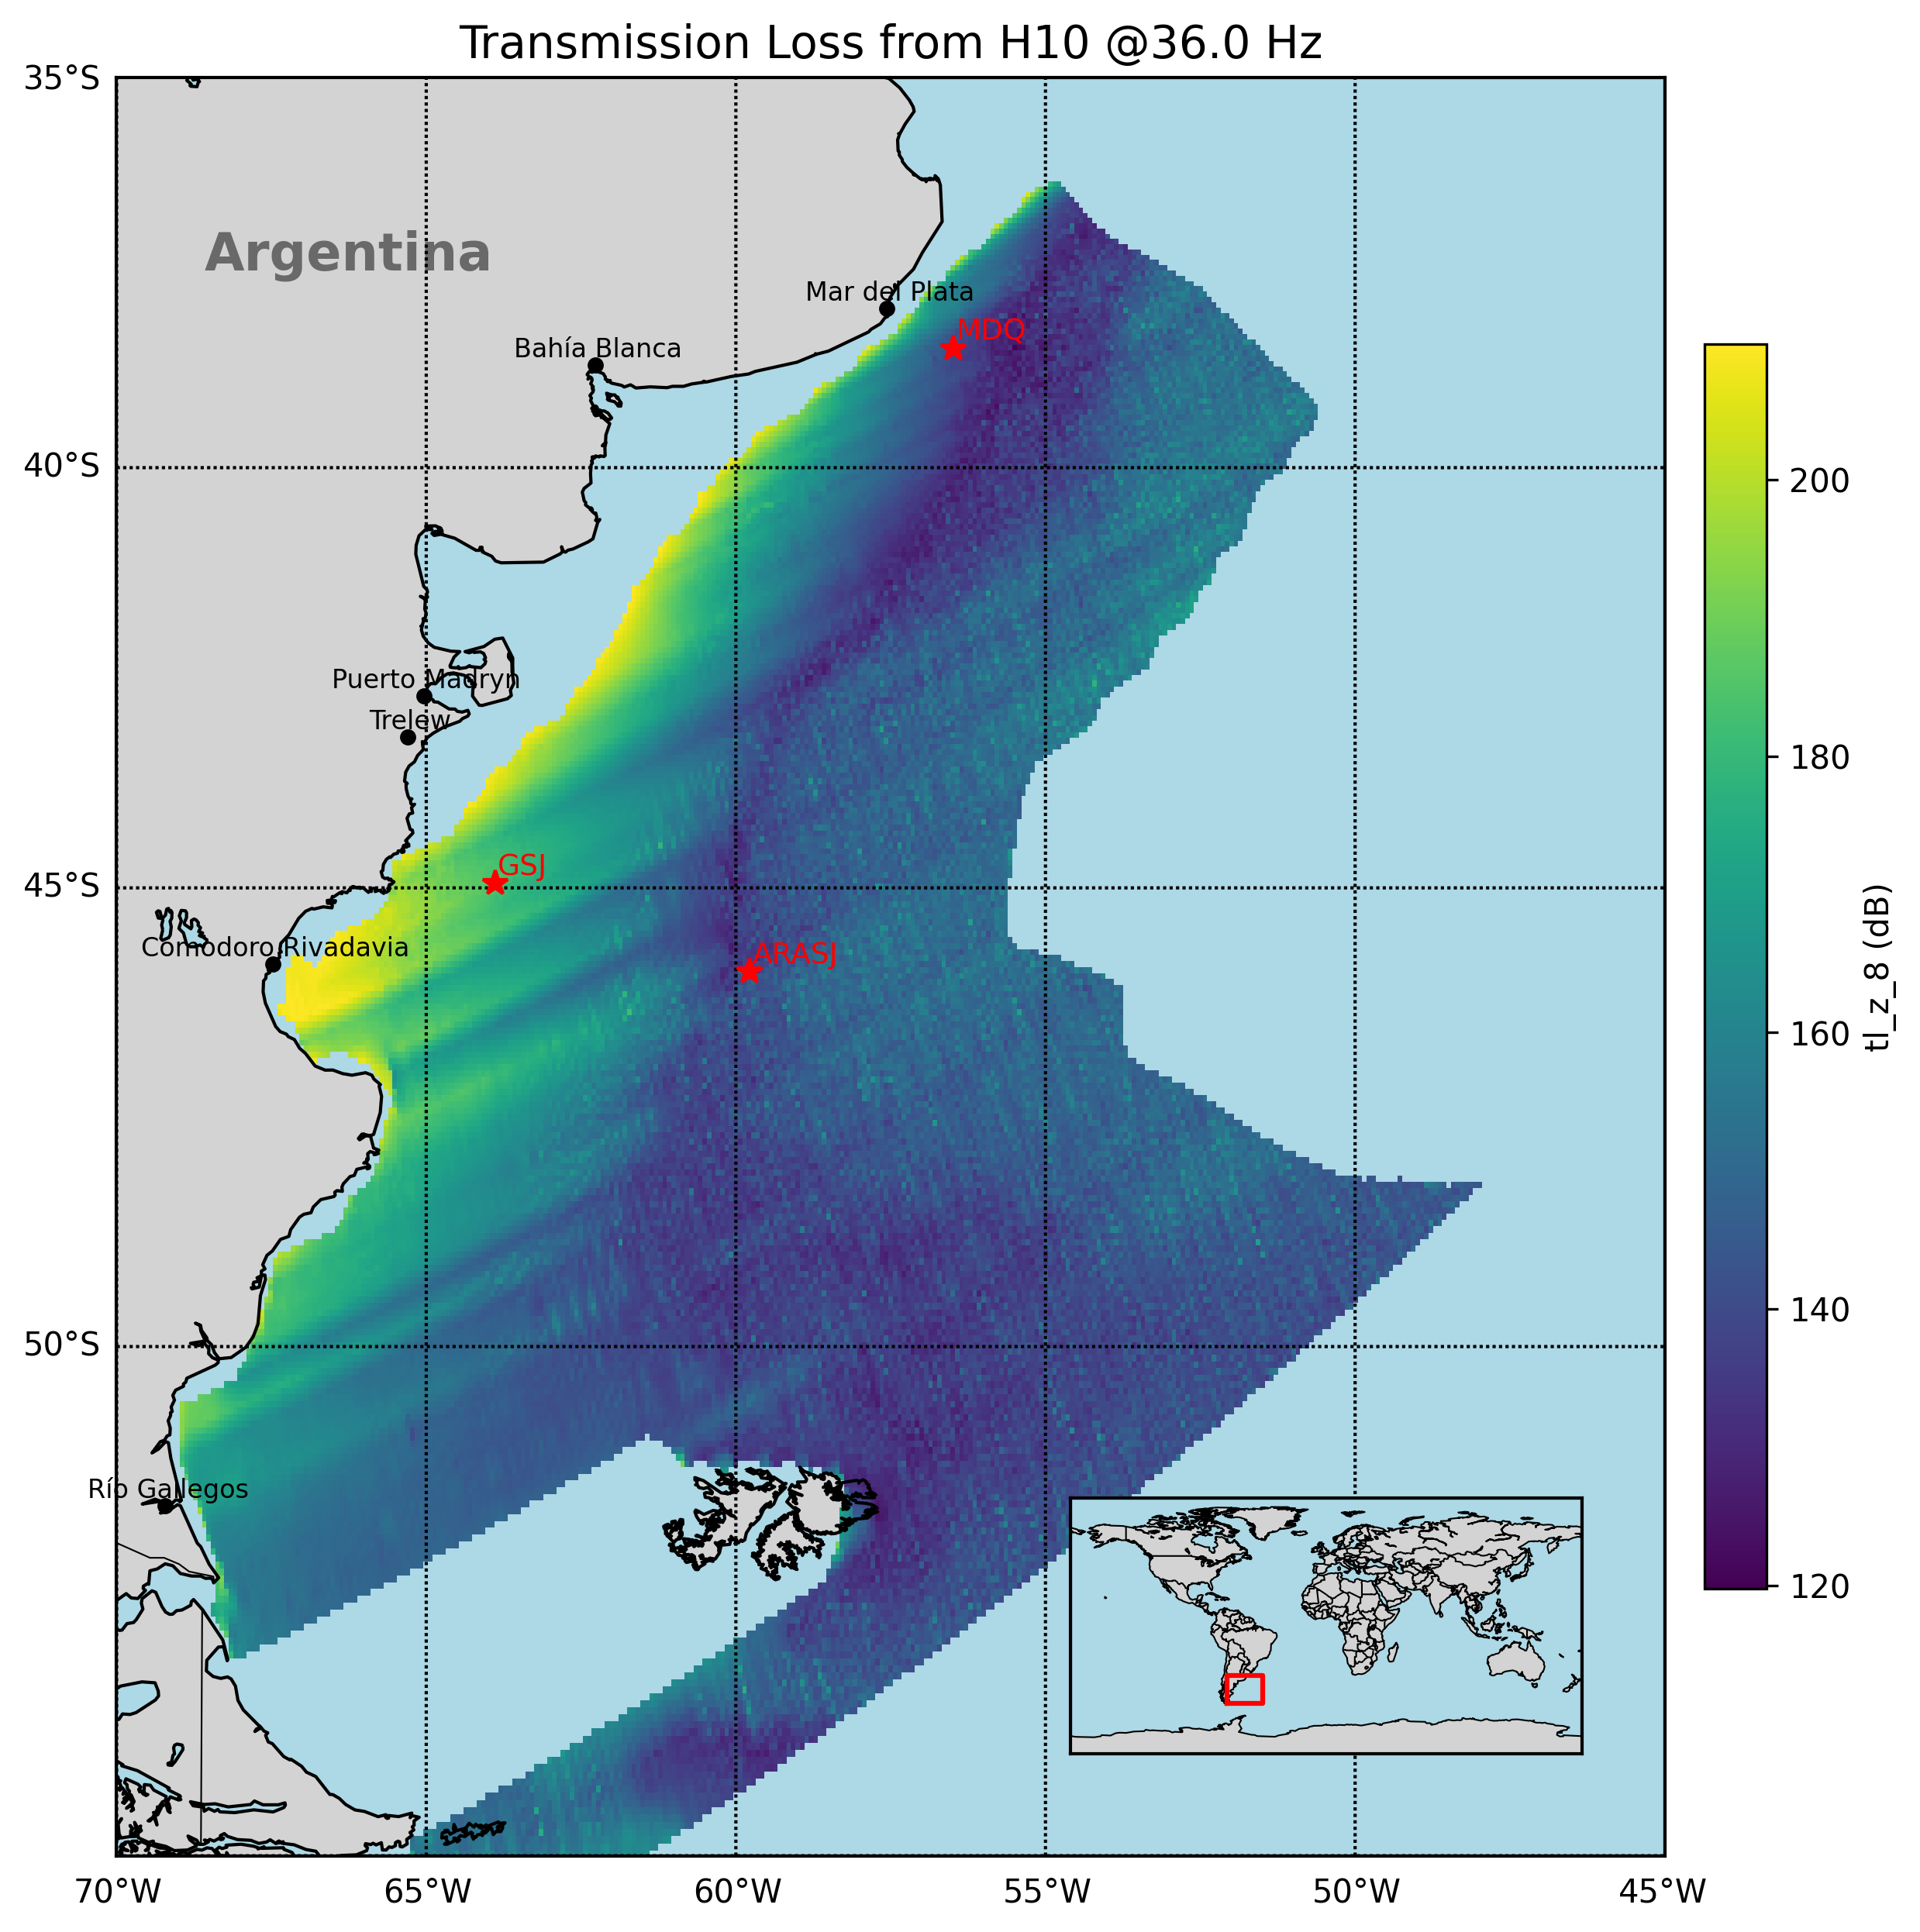 Transmission Loss from H10 @36.0 Hz
35°S
Argentina
Mar del Plata
MDQ
Bahía Blanca
40°S
200
Puerto Madryn
Trelew
180
GSJ
45°S
Comodoro Rivadavia
ARASJ
tl_z_8 (dB)
160
140
50°S
Río Gallegos
120
70°W
65°W
60°W
55°W
50°W
45°W